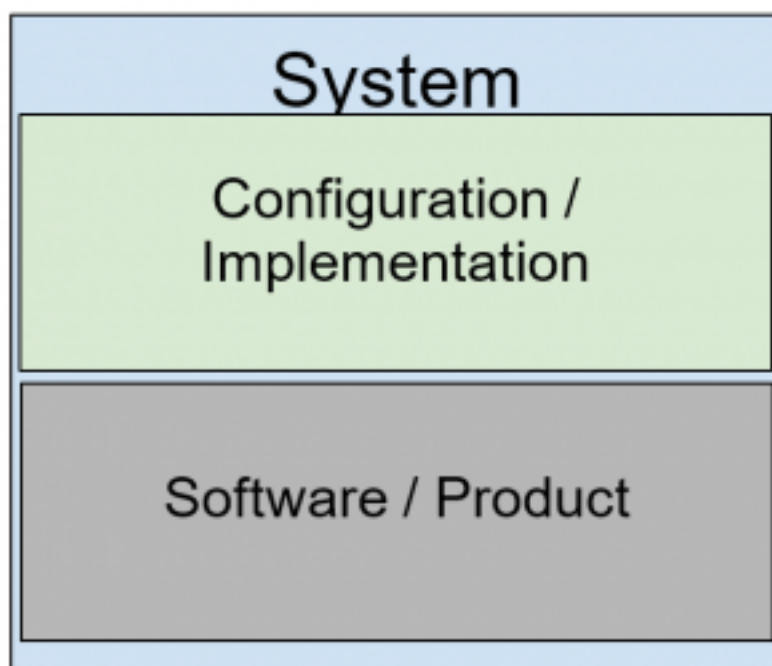 System
Configuration /
Implementation
Software / Product